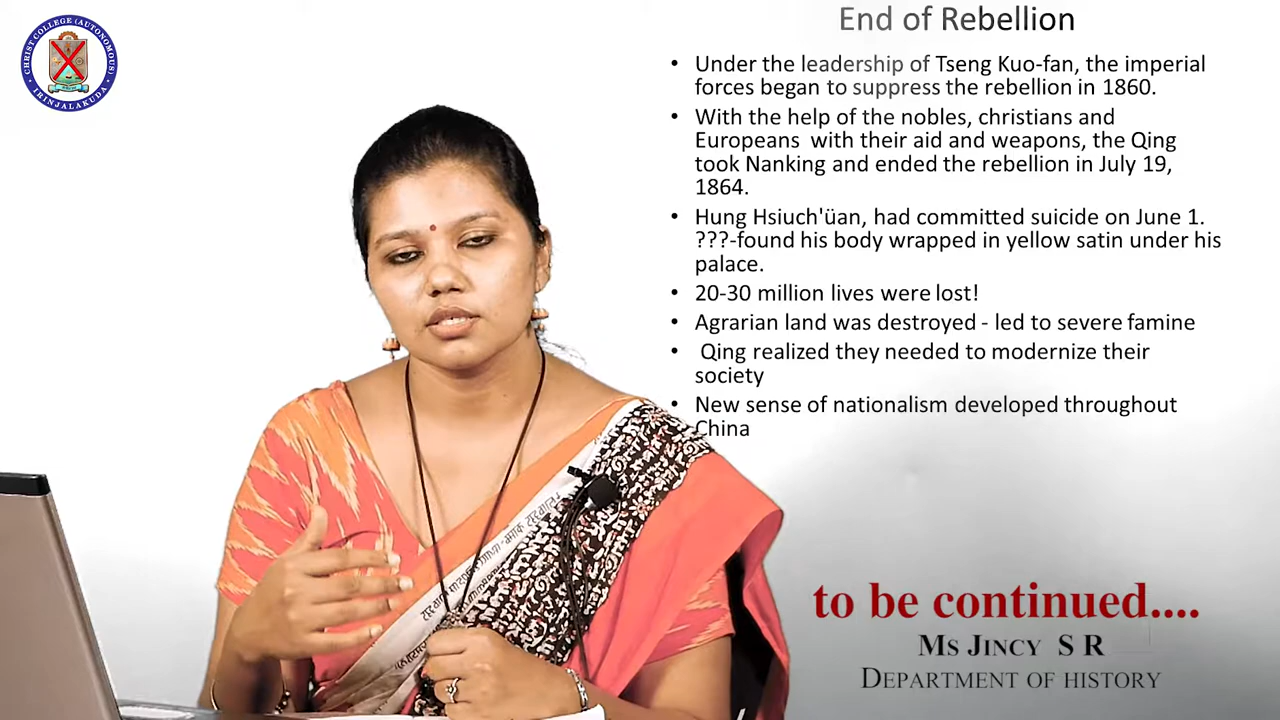 CHRIST COLLEGE (AUTONOMOUS)
IRINJALAKUDA
End of Rebellion
• Under the leadership of Tseng Kuo-fan, the imperial
forces began to suppress the rebellion in 1860.
• With the help of the nobles, christians and
Europeans with their aid and weapons, the Qing
took Nanking and ended the rebellion in July 19,
1864.
• Hung Hsiuch'üan, had committed suicide on June 1.
???-found his body wrapped in yellow satin under his
palace.
• 20-30 million lives were lost!
• Agrarian land was destroyed - led to severe famine
• Qing realized they needed to modernize their
society
• New sense of nationalism developed throughout
China
to be continued....
MS JINCY S R
DEPARTMENT OF HISTORY